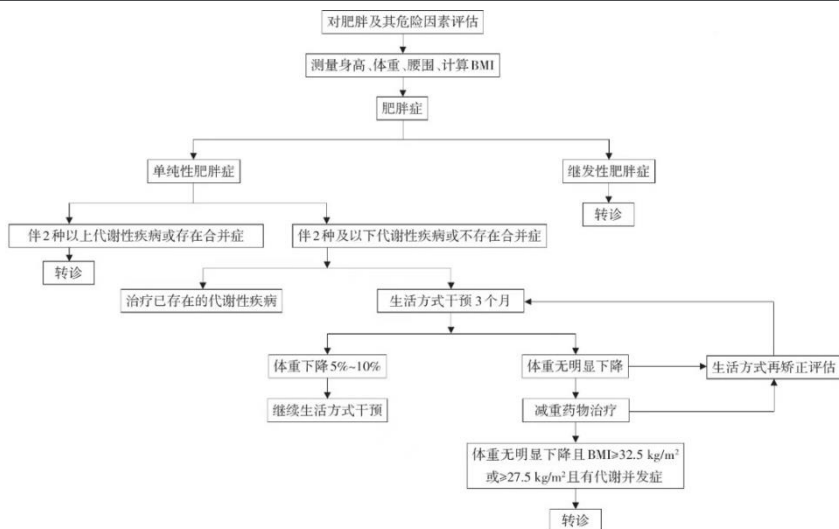 对肥胖及其危险因素评估
测量身高、体重、腰围、计算BMI
肥胖症
单纯性肥胖症
继发性肥胖症
转诊
伴2种以上代谢性疾病或存在合并症
伴2种及以下代谢性疾病或不存在合并症
转诊
治疗已存在的代谢性疾病
生活方式干预3个月
体重下降5%~10%
体重无明显下降
生活方式再矫正评估
继续生活方式干预
减重药物治疗
体重无明显下降且BMI≥32.5 kg/m²
或≥27.5 kg/m²且有代谢并发症
转诊